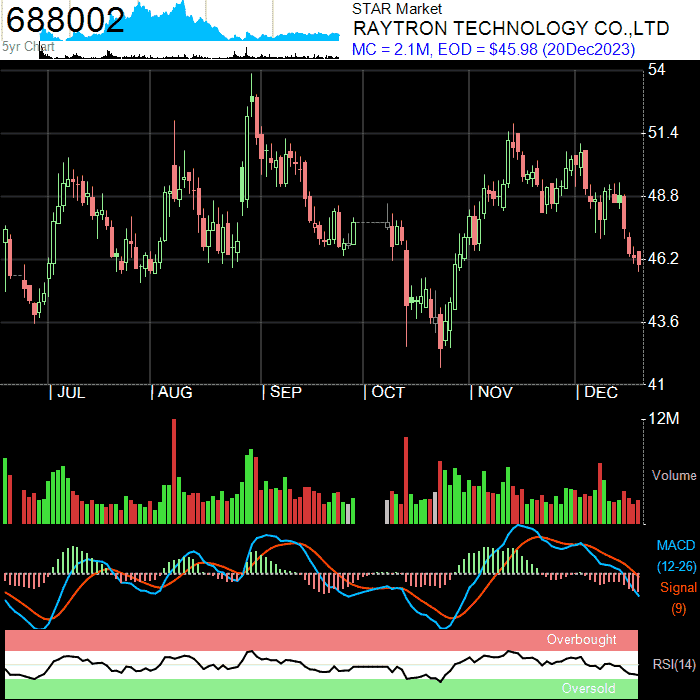 688002
5yr Chart
STAR Market
RAYTRON TECHNOLOGY CO.,LTD
MC = 2.1M, EOD = $45.98 (20Dec2023)
54
51.4
48.8
46.2
43.6
41
JUL AUG SEP OCT NOV DEC
12M
Volume
MACD
(12-26)
Signal
(9)
Overbought
RSI(14)
Oversold